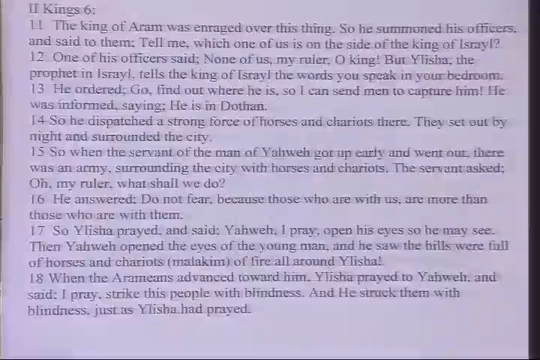 II Kings 6:
11  The king of Aram was enraged over this thing. So he summoned his officers,
and said to them; Tell me, which one of us is on the side of the king of Israyl?
12  One of his officers said; None of us, my ruler, O king! But Ylisha, the
prophet in Israyl, tells the king of Israyl the words you speak in your bedroom.
13  He ordered; Go, find out where he is, so I can send men to capture him! He
was informed, saying; He is in Dothan.
14 So he dispatched a strong force of horses and chariots there. They set out by
night and surrounded the city.
15 So when the servant of the man of Yahweh got up early and went out, there
was an army, surrounding the city with horses and chariots. The servant asked;
Oh, my ruler, what shall we do?
16  He answered; Do not fear, because those who are with us, are more than
those who are with them.
17  So Ylisha prayed, and said; Yahweh, I pray, open his eyes so he may see.
Then Yahweh opened the eyes of the young man, and he saw the hills were full
of horses and chariots (malakim) of fire all around Ylisha!
18 When the Arameans advanced toward him, Ylisha prayed to Yahweh, and
said; I pray, strike this people with blindness. And He struck them with
blindness, just as Ylisha had prayed.